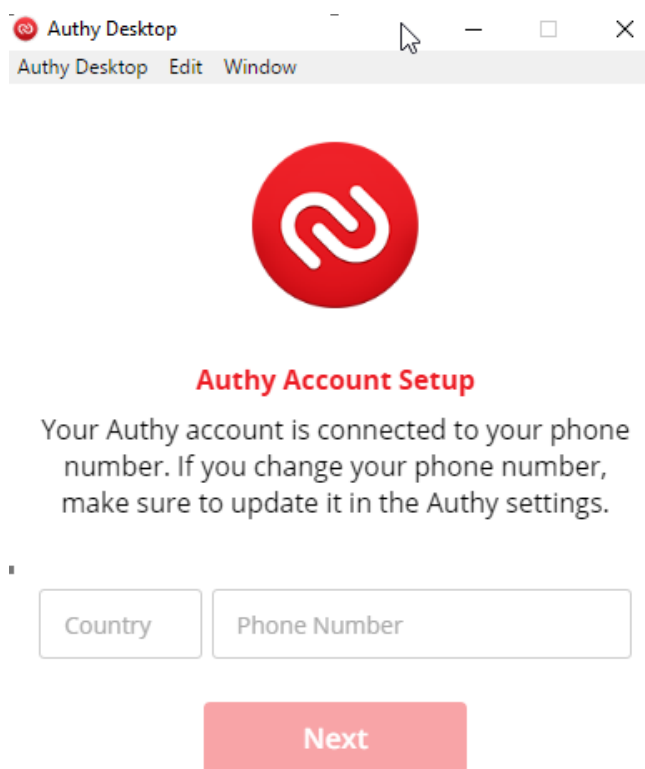 Authy Desktop
Authy Desktop Edit Window
Authy Account Setup
Your Authy account is connected to your phone
number. If you change your phone number,
make sure to update it in the Authy settings.
Country Phone Number
Next